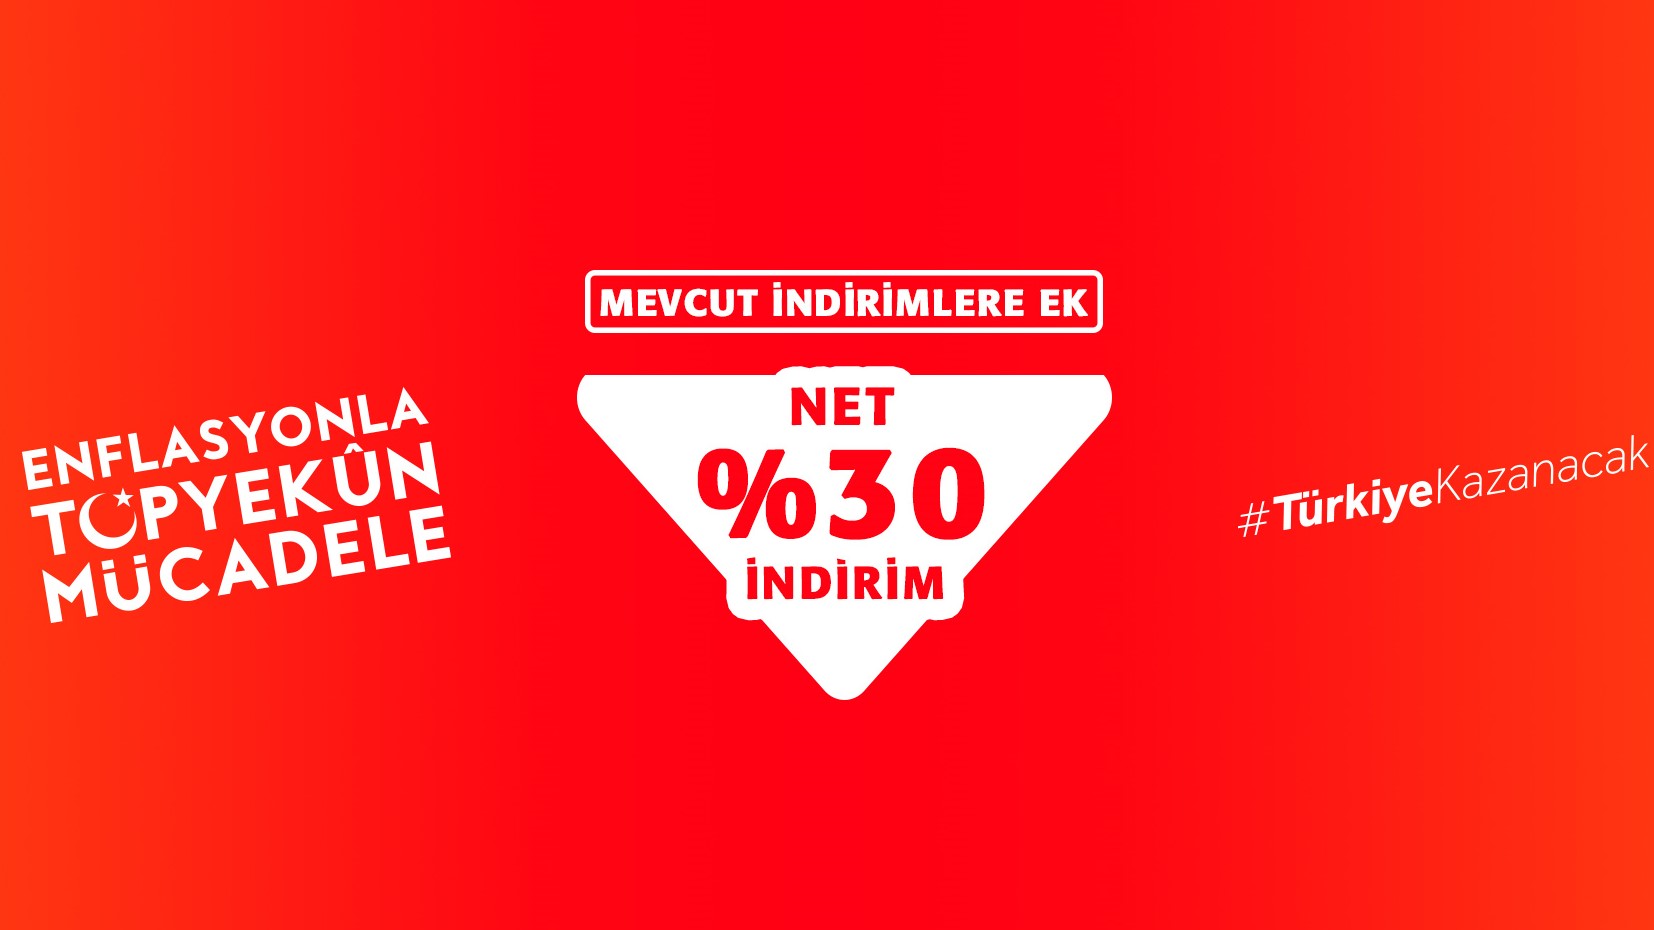 ENFLASYONLA
TOPYEKÛN
MÜCADELE
MEVCUT İNDİRİMLERE EK
NET
%30
İNDİRİM
#TürkiyeKazanacak